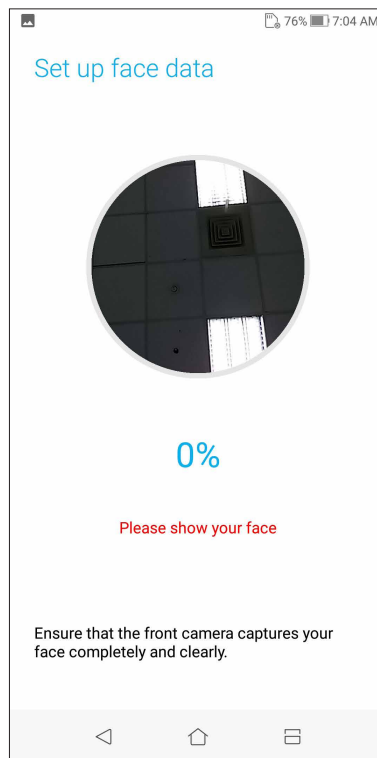 76% 7:04 AM
Set up face data
0%
Please show your face
Ensure that the front camera captures your
face completely and clearly.